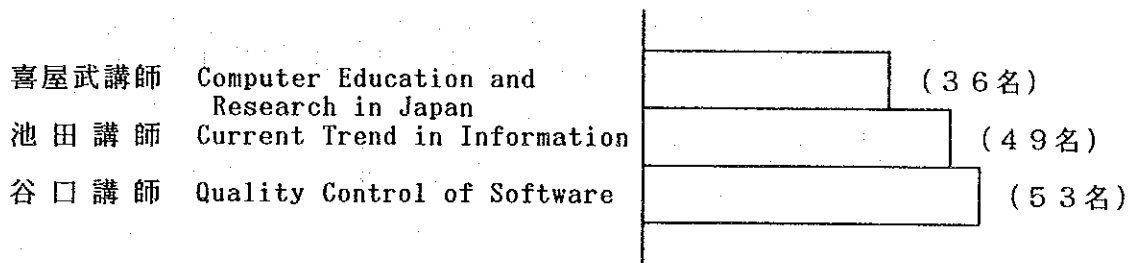 喜屋武講師 Computer Education and (36名)
Research in Japan
池田講師 Current Trend in Information (49名)
谷口講師 Quality Control of Software (53名)